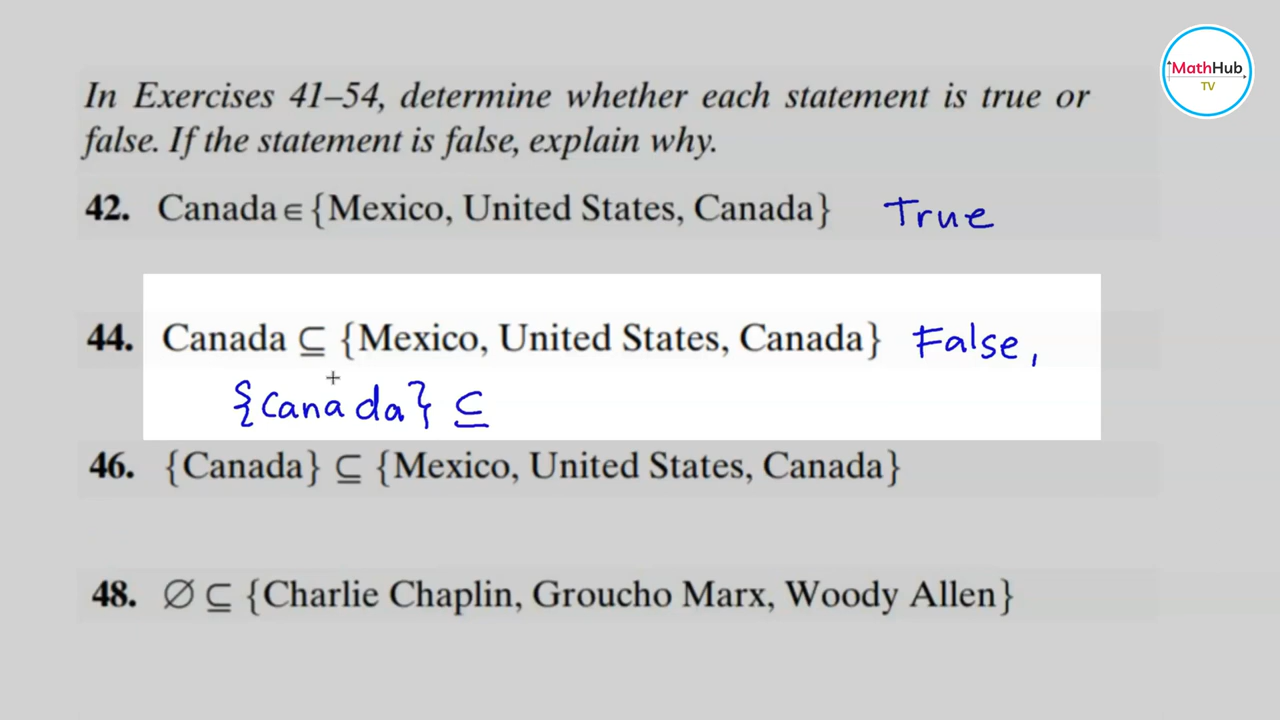 MathHub
TV
In Exercises 41–54, determine whether each statement is true or
false. If the statement is false, explain why.
42. Canada ∈ {Mexico, United States, Canada} True
44. Canada ⊆ {Mexico, United States, Canada} False,
{Canada} ⊆
46. {Canada} ⊆ {Mexico, United States, Canada}
48. ∅ ⊆ {Charlie Chaplin, Groucho Marx, Woody Allen}